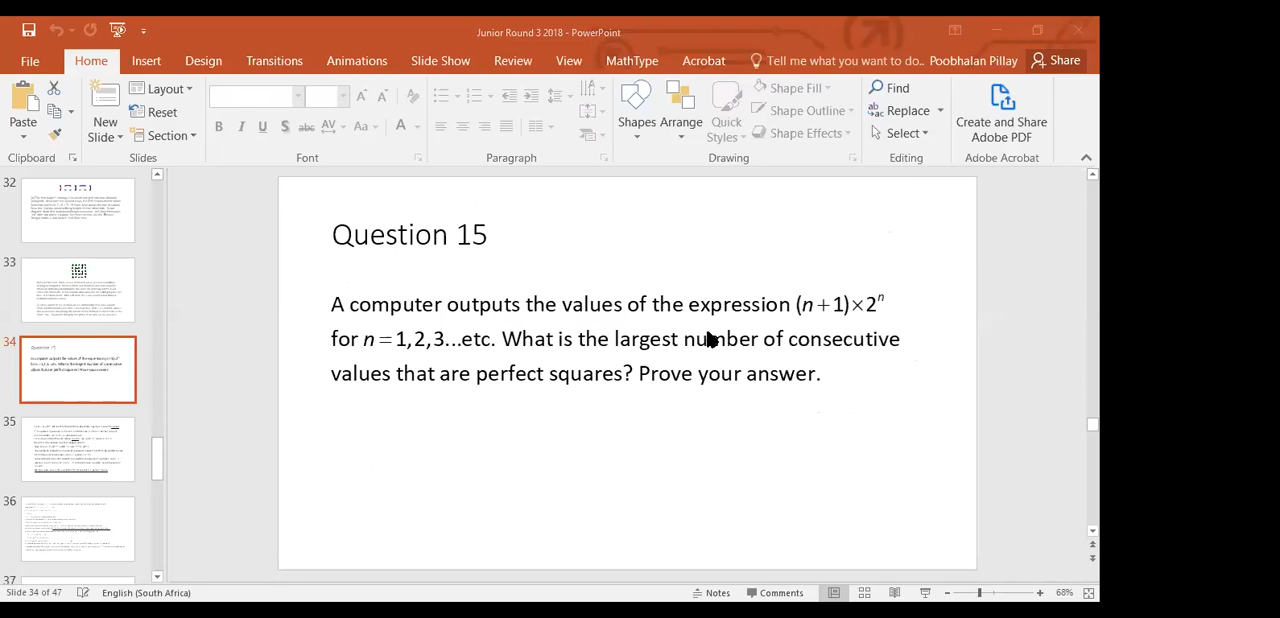 Junior Round 3 2018 - PowerPoint
File Home Insert Design Transitions Animations Slide Show Review View MathType Acrobat Tell me what you want to do.. Poobhalan Pillay Share
Paste
New Slide
Layout
Reset
Section
B I U S abc AV Aa A
Shapes Arrange Quick Styles
Shape Fill
Shape Outline
Shape Effects
Find
Replace
Select
Create and Share Adobe PDF
Clipboard Slides Font Paragraph Drawing Editing Adobe Acrobat
32
33
34
35
36
37
Question 15
A computer outputs the values of the expression (n+1)×2ⁿ
for n = 1,2,3...etc. What is the largest number of consecutive
values that are perfect squares? Prove your answer.
Slide 34 of 47 English (South Africa) Notes Comments 68%